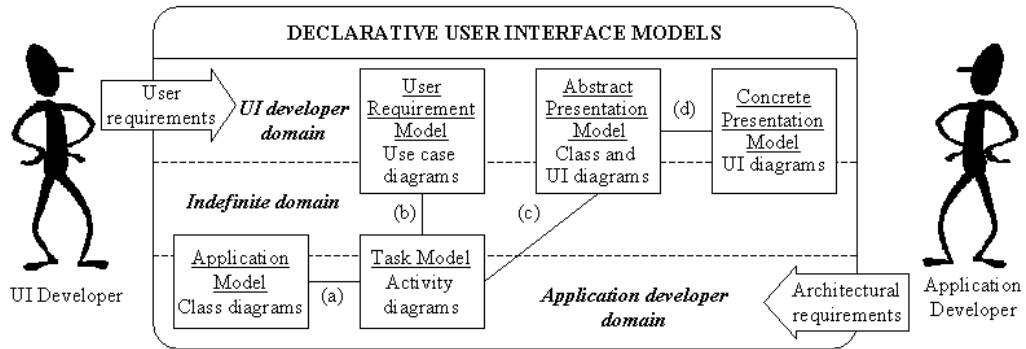 DECLARATIVE USER INTERFACE MODELS
User
requirements
UI developer
domain
User
Requirement
Model
Use case
diagrams
Abstract
Presentation
Model
Class and
UI diagrams
(d)
Concrete
Presentation
Model
UI diagrams
Indefinite domain
(b)
(c)
Application
Model
Class diagrams
(a)
Task Model
Activity
diagrams
Application developer
domain
Architectural
requirements
UI Developer
Application
Developer